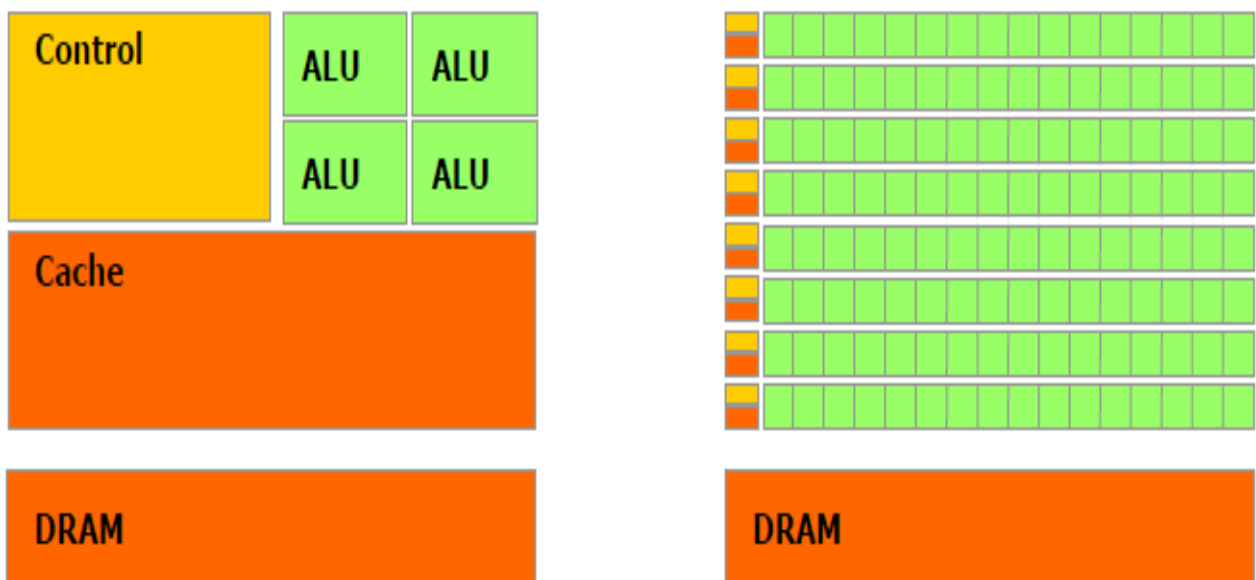 Control
ALU ALU
ALU ALU
Cache
DRAM
DRAM